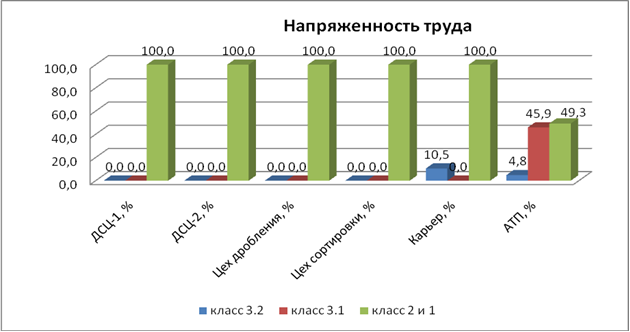 Напряженность труда
100,0 100,0 100,0 100,0 100,0
100,0
80,0
60,0
40,0
20,0
0,0
0,0 0,0 0,0 0,0 0,0 0,0 0,0 0,0 10,5 0,0 4,8 45,9 49,3
ДСЦ-1, %
ДСЦ-2, %
Цех дробления, %
Цех сортировки, %
Карьер,%
АТП, %
класс 3.2 класс 3.1 класс 2 и 1